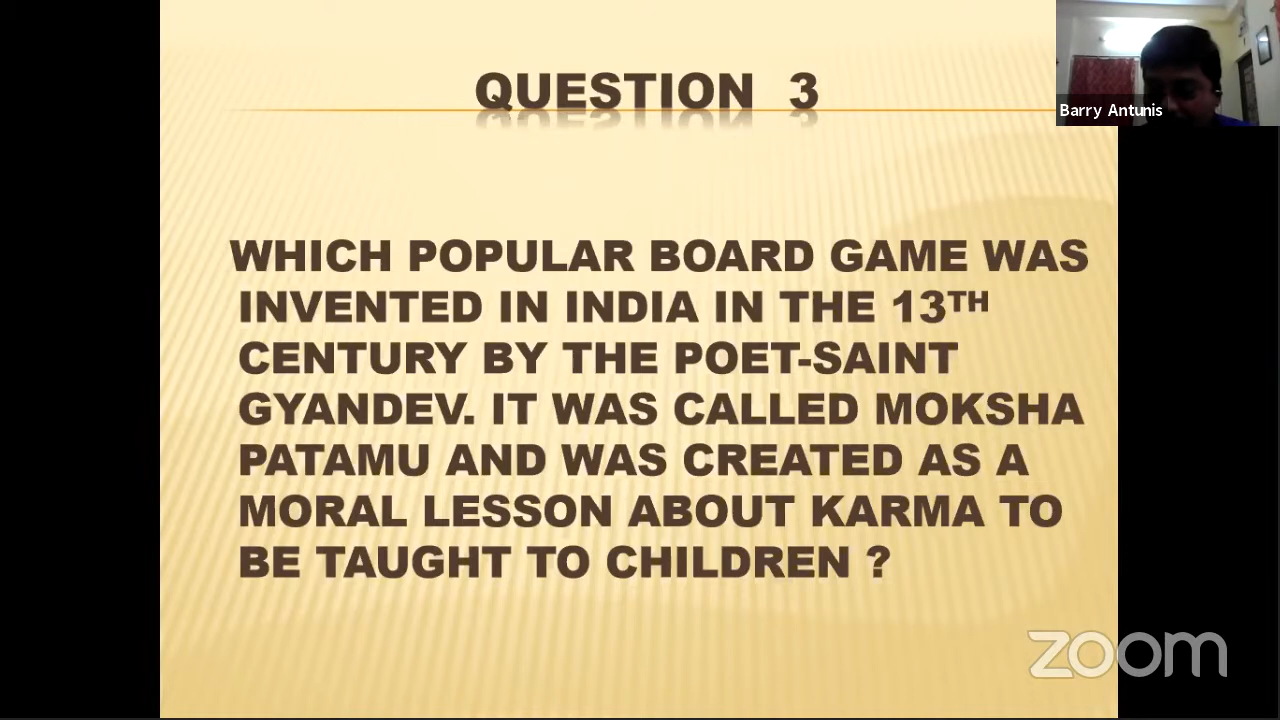 QUESTION 3
Barry Antunis
WHICH POPULAR BOARD GAME WAS
INVENTED IN INDIA IN THE 13TH
CENTURY BY THE POET-SAINT
GYANDEV. IT WAS CALLED MOKSHA
PATAMU AND WAS CREATED AS A
MORAL LESSON ABOUT KARMA TO
BE TAUGHT TO CHILDREN ?
zoom